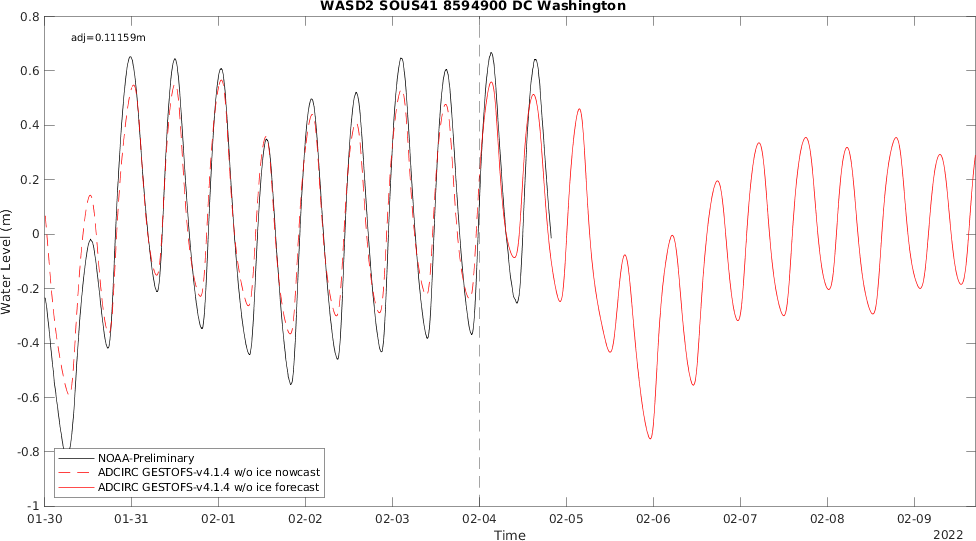 WASD2 SOUS41 8594900 DC Washington
adj=0.11159m
0.8
0.6
0.4
0.2
0
-0.2
-0.4
-0.6
-0.8
-1
Water Level (m)
NOAA-Preliminary
ADCIRC GESTOFS-v4.1.4 w/o ice nowcast
ADCIRC GESTOFS-v4.1.4 w/o ice forecast
01-30 01-31 02-01 02-02 02-03 02-04 02-05 02-06 02-07 02-08 02-09
Time
2022